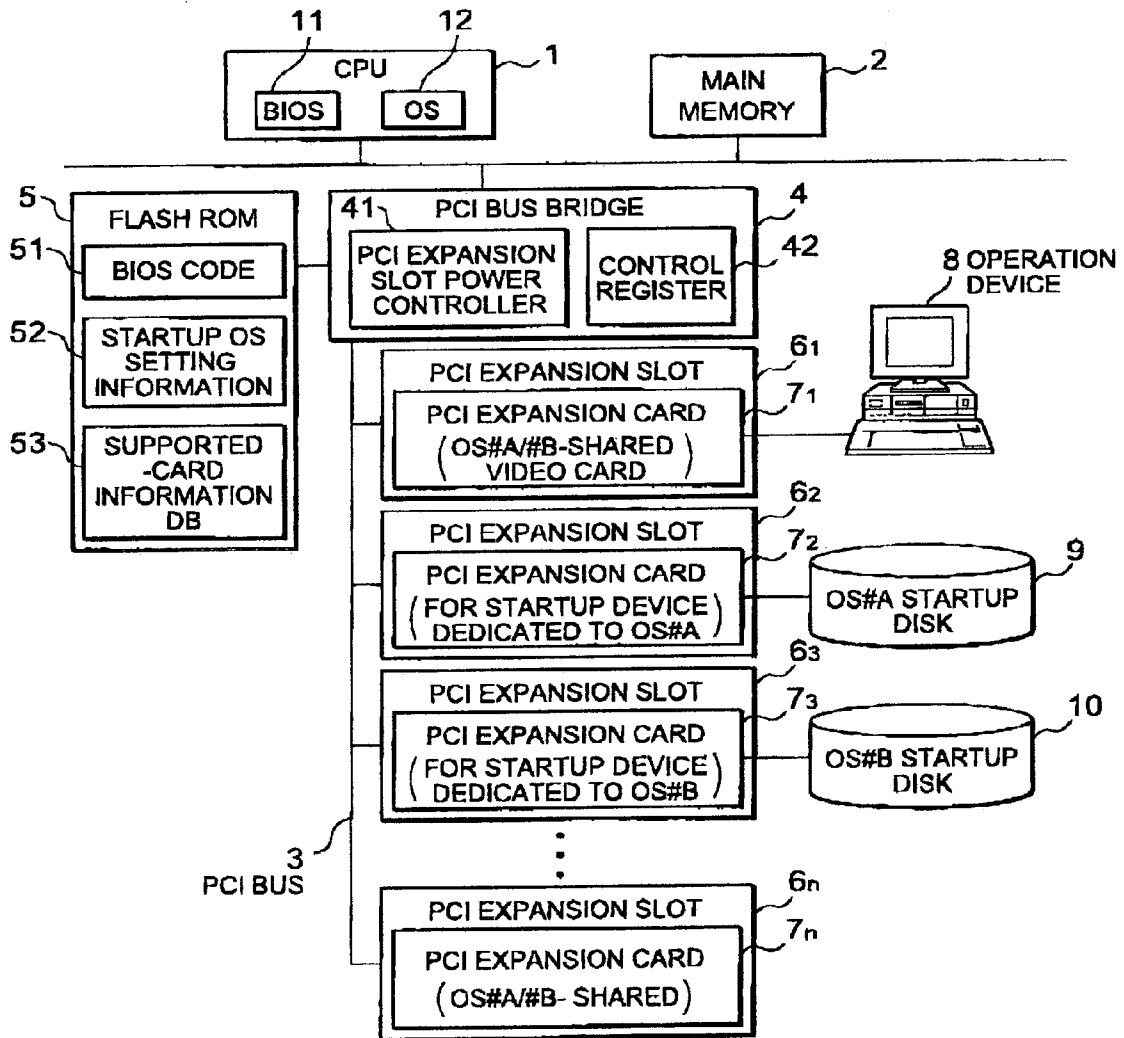 11
12
1
CPU
BIOS
OS
2
MAIN
MEMORY
5
FLASH ROM
51
BIOS CODE
52
STARTUP OS
SETTING
INFORMATION
53
SUPPORTED
-CARD
INFORMATION
DB
4
PCI BUS BRIDGE
41
PCI EXPANSION
SLOT POWER
CONTROLLER
42
CONTROL
REGISTER
8 OPERATION
DEVICE
61
PCI EXPANSION SLOT
71
PCI EXPANSION CARD
(OS#A/#B-SHARED
VIDEO CARD)
62
PCI EXPANSION SLOT
72
PCI EXPANSION CARD
(FOR STARTUP DEVICE
DEDICATED TO OS#A)
9
OS#A STARTUP
DISK
63
PCI EXPANSION SLOT
73
PCI EXPANSION CARD
(FOR STARTUP DEVICE
DEDICATED TO OS#B)
10
OS#B STARTUP
DISK
3
PCI BUS
6n
PCI EXPANSION SLOT
7n
PCI EXPANSION CARD
(OS#A/#B- SHARED)